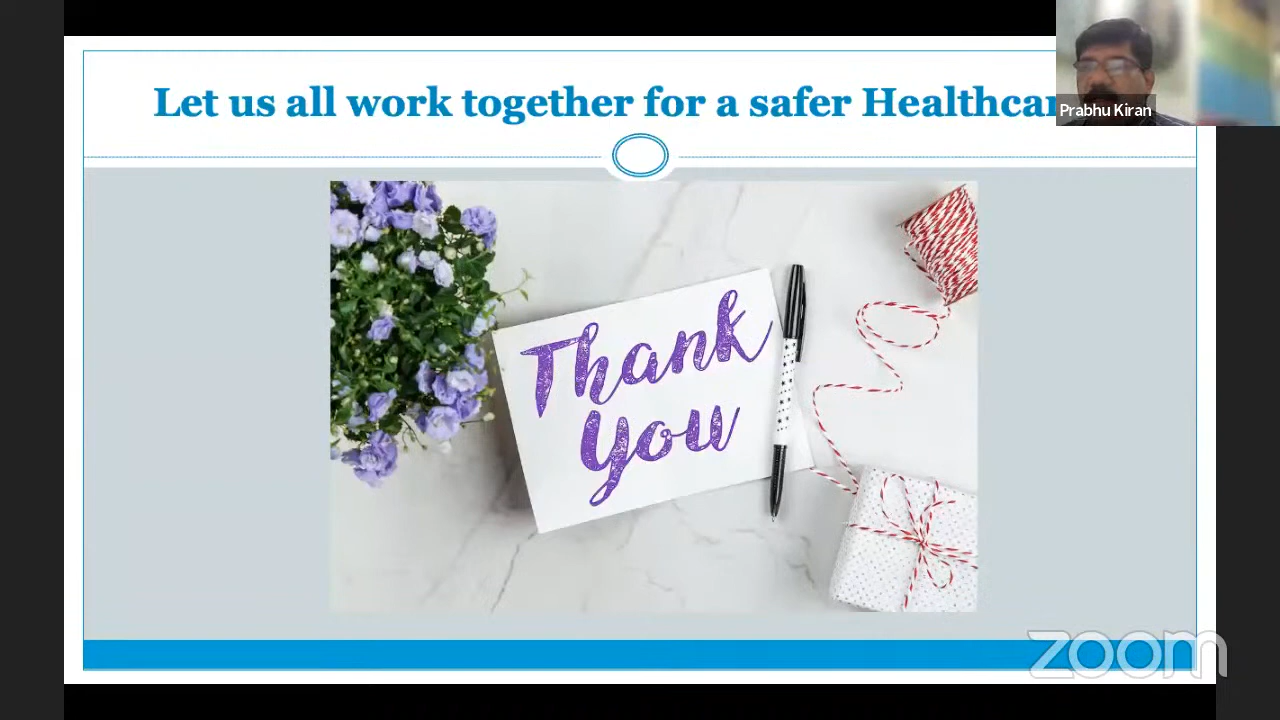 Let us all work together for a safer Healthcar
Prabhu Kiran
Thank
You
zoom